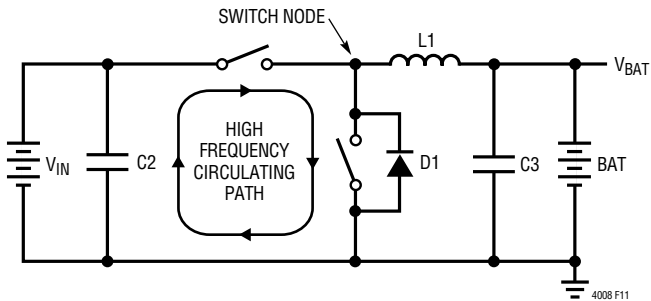 SWITCH NODE
L1
V_BAT
HIGH
FREQUENCY
CIRCULATING
PATH
V_IN
C2
D1
C3
BAT
4008 F11